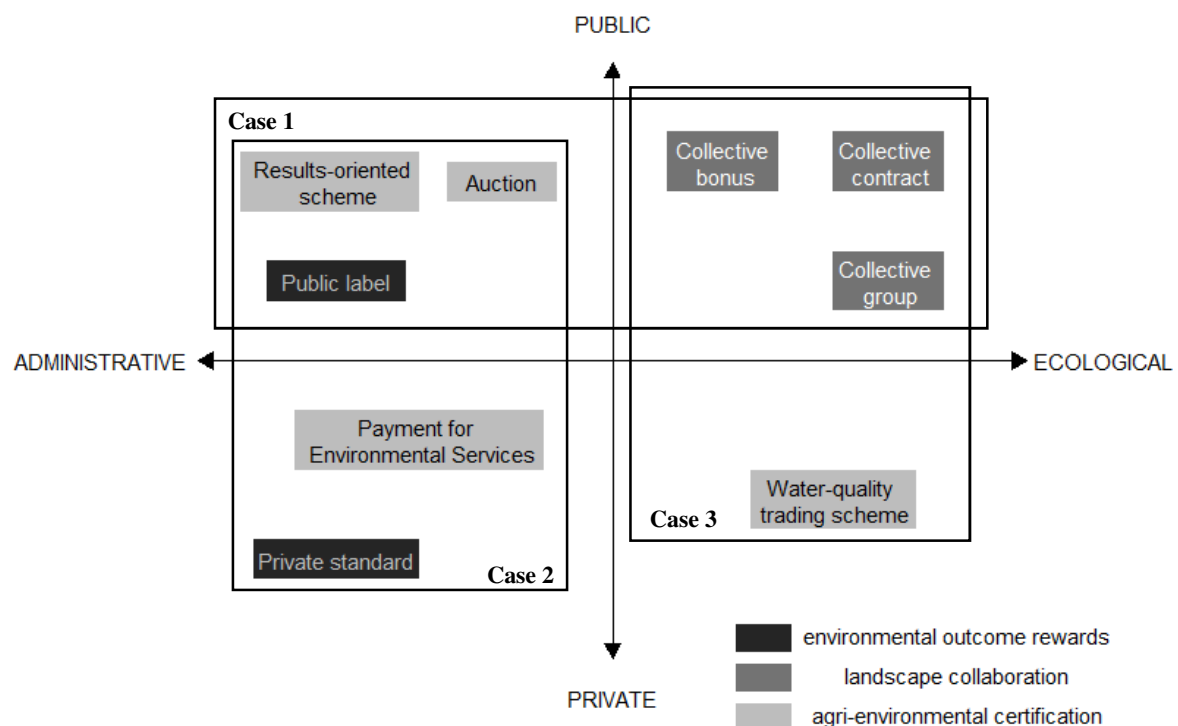 PUBLIC
Case 1
Results-oriented
scheme
Auction
Collective
bonus
Collective
contract
Public label
Collective
group
ADMINISTRATIVE
ECOLOGICAL
Payment for
Environmental Services
Water-quality
trading scheme
Case 3
Private standard
Case 2
environmental outcome rewards
landscape collaboration
PRIVATE
agri-environmental certification